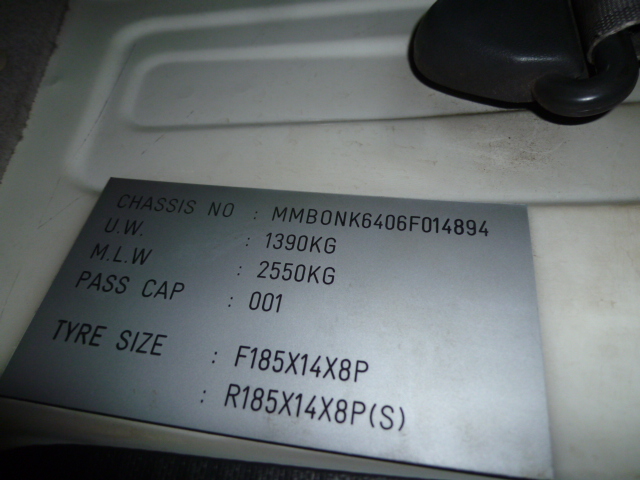 CHASSIS NO : MMBONK6406F014894
U.W. : 1390KG
M.L.W : 2550KG
PASS CAP : 001
TYRE SIZE : F185X14X8P
: R185X14X8P(S)